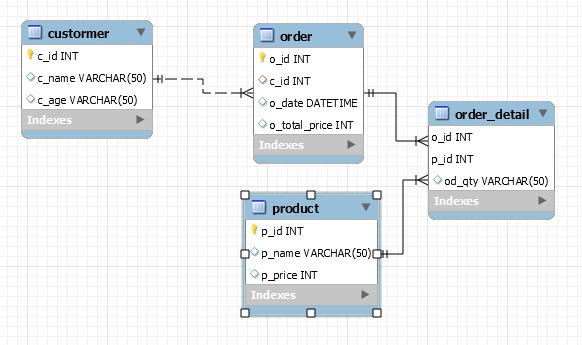 custormer
c_id INT
c_name VARCHAR(50)
c_age VARCHAR(50)
Indexes
order
o_id INT
c_id INT
o_date DATETIME
o_total_price INT
Indexes
order_detail
o_id INT
p_id INT
od_qty VARCHAR(50)
Indexes
product
p_id INT
p_name VARCHAR(50)
p_price INT
Indexes